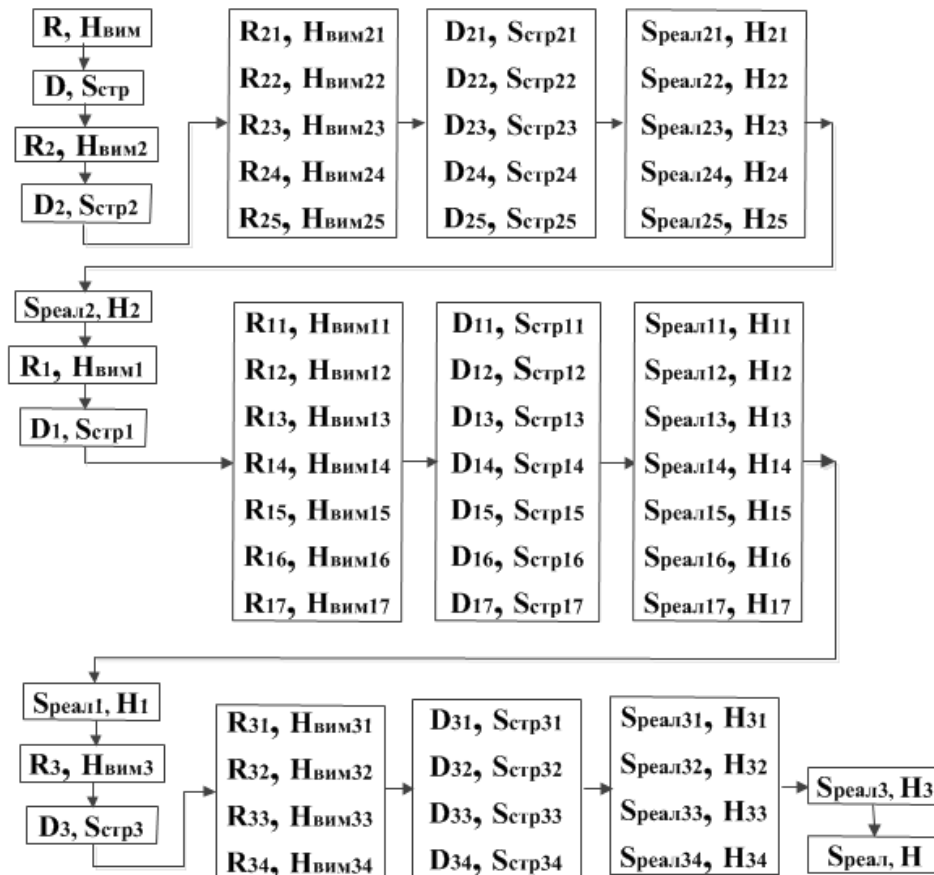 R, Hвим
D, Sстр
R2, Hвим2
D2, Sстр2
R21, Hвим21
R22, Hвим22
R23, Hвим23
R24, Hвим24
R25, Hвим25
D21, Sстр21
D22, Sстр22
D23, Sстр23
D24, Sстр24
D25, Sстр25
Sреал21, H21
Sреал22, H22
Sреал23, H23
Sреал24, H24
Sреал25, H25
Sреал2, H2
R1, Hвим1
D1, Sстр1
R11, Hвим11
R12, Hвим12
R13, Hвим13
R14, Hвим14
R15, Hвим15
R16, Hвим16
R17, Hвим17
D11, Sстр11
D12, Sстр12
D13, Sстр13
D14, Sстр14
D15, Sстр15
D16, Sстр16
D17, Sстр17
Sреал11, H11
Sреал12, H12
Sреал13, H13
Sреал14, H14
Sреал15, H15
Sреал16, H16
Sреал17, H17
Sреал1, H1
R3, Hвим3
D3, Sстр3
R31, Hвим31
R32, Hвим32
R33, Hвим33
R34, Hвим34
D31, Sстр31
D32, Sстр32
D33, Sстр33
D34, Sстр34
Sреал31, H31
Sреал32, H32
Sреал33, H33
Sреал34, H34
Sреал3, H3
Sреал, H